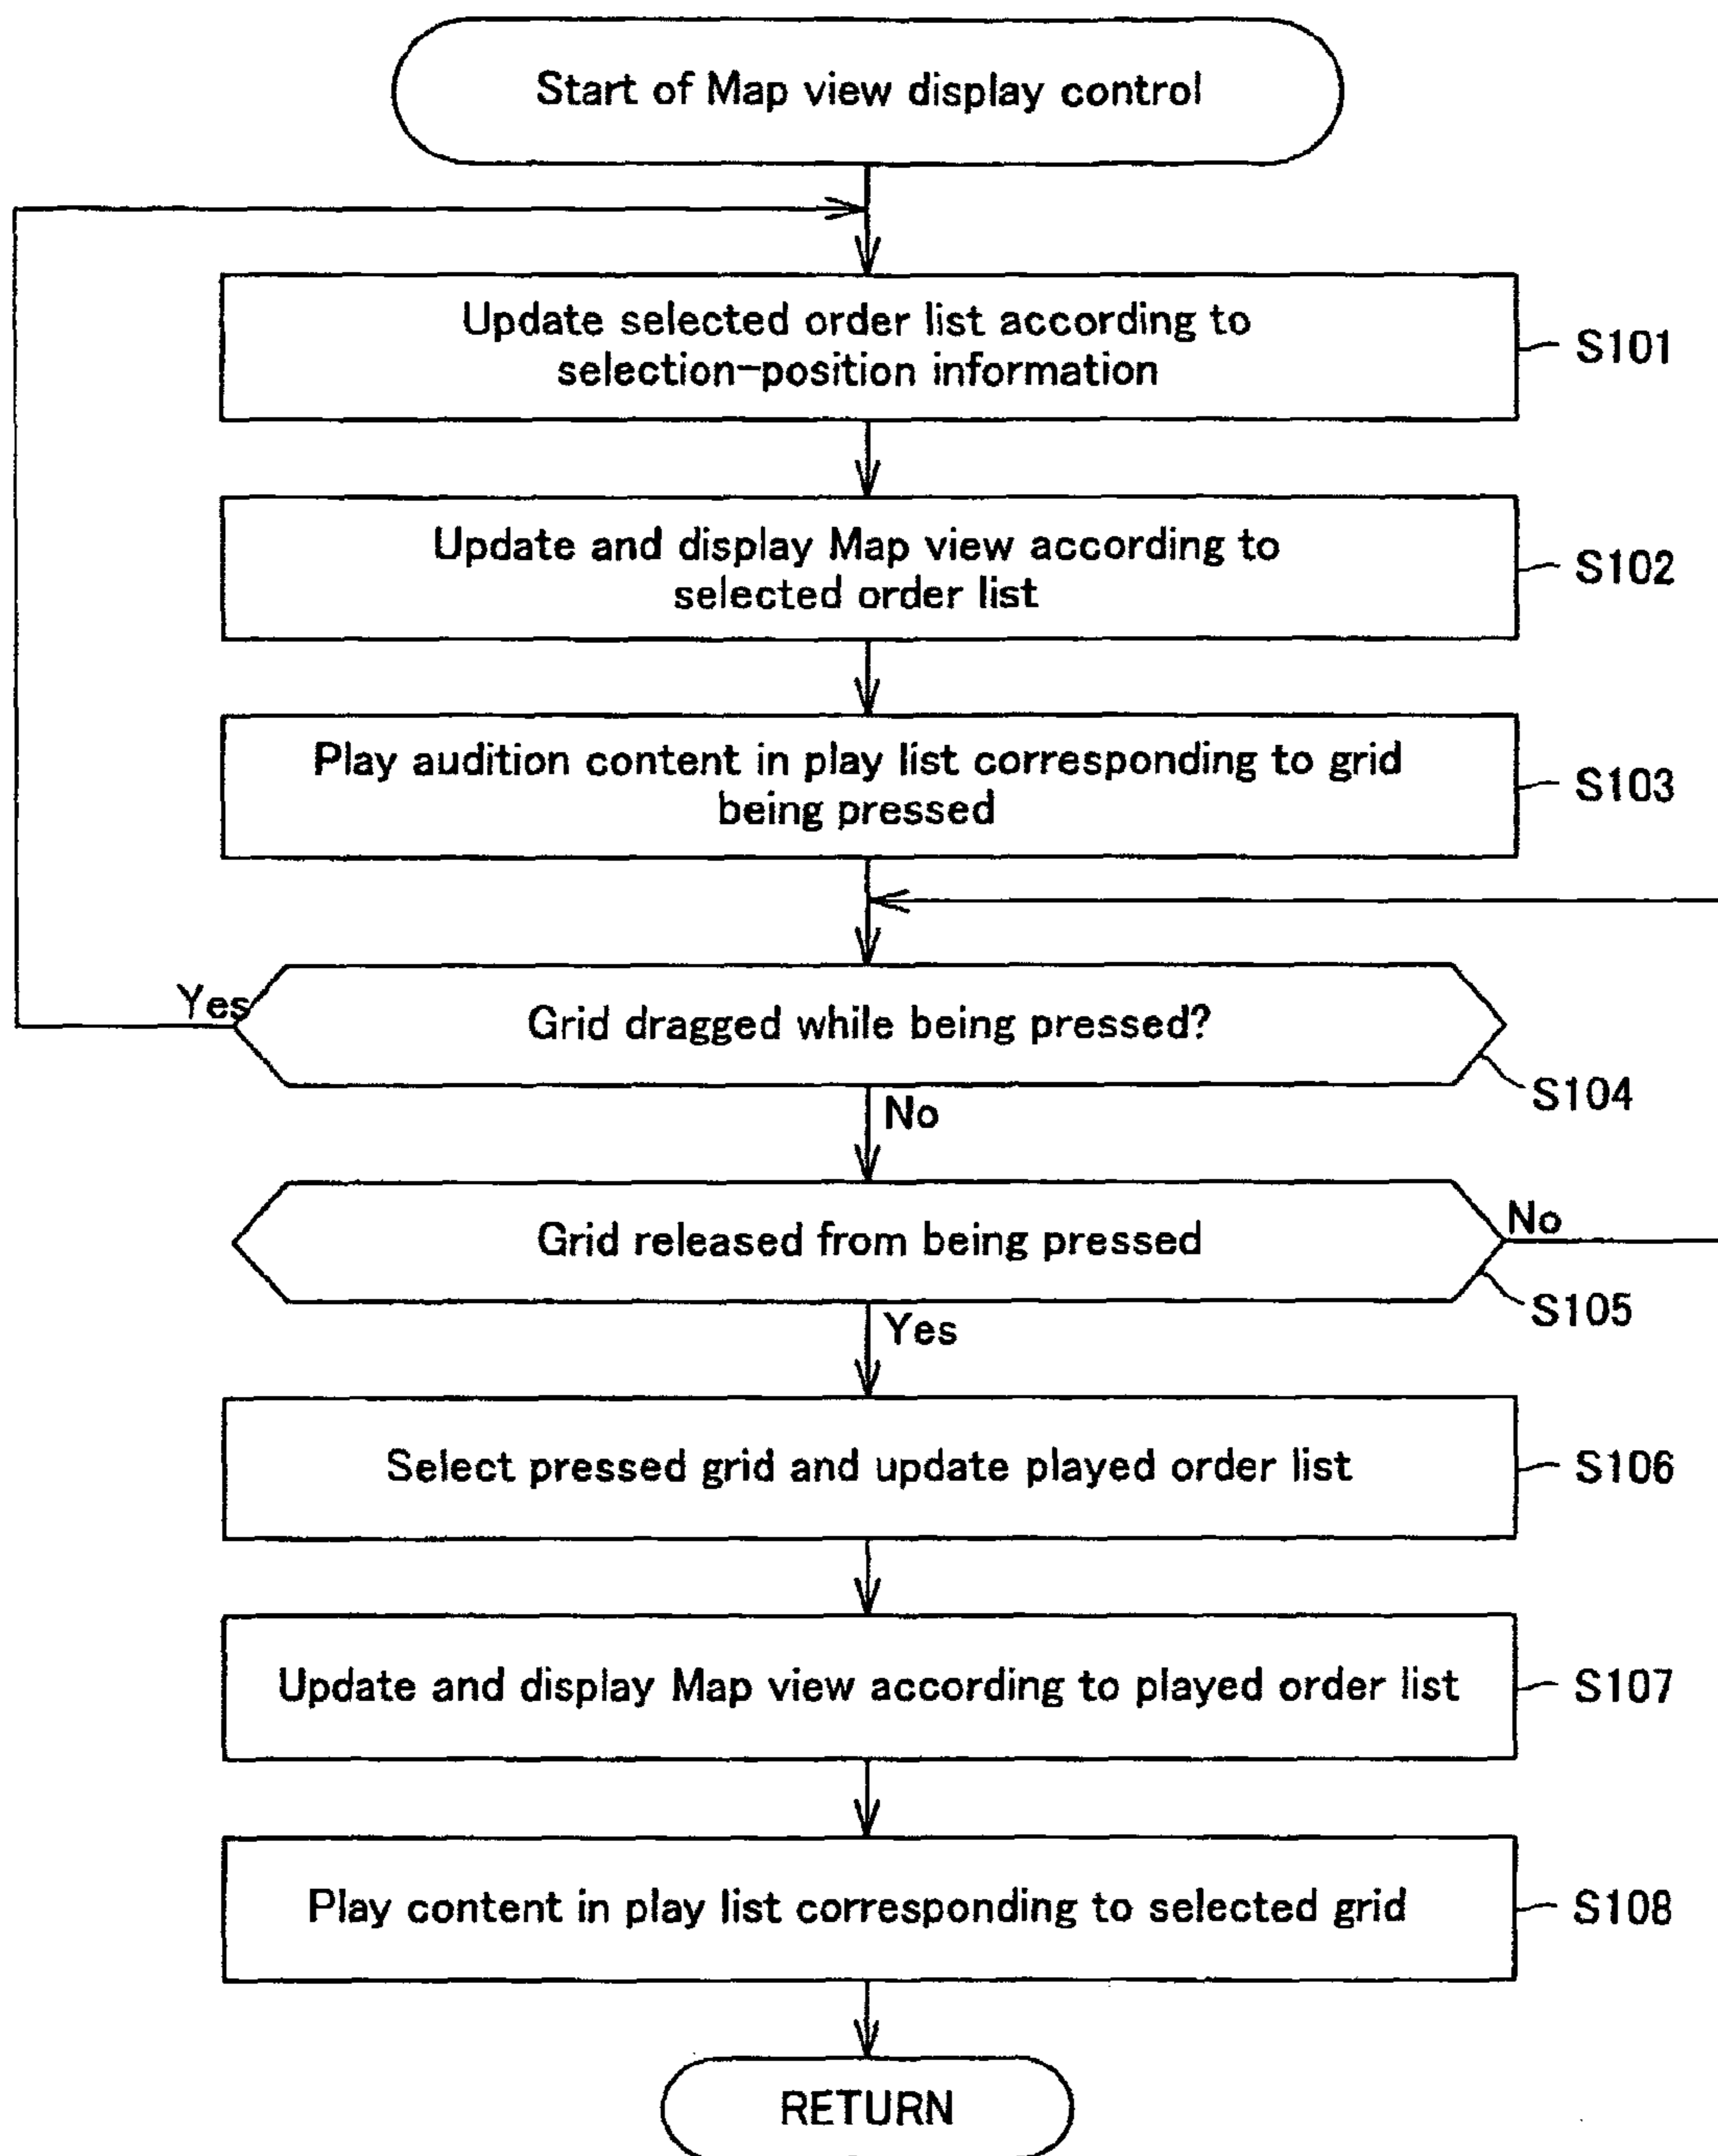 Start of Map view display control
Update selected order list according to
selection-position information
S101
Update and display Map view according to
selected order list
S102
Play audition content in play list corresponding to grid
being pressed
S103
Yes
Grid dragged while being pressed?
S104
No
Grid released from being pressed
No
S105
Yes
Select pressed grid and update played order list
S106
Update and display Map view according to played order list
S107
Play content in play list corresponding to selected grid
S108
RETURN